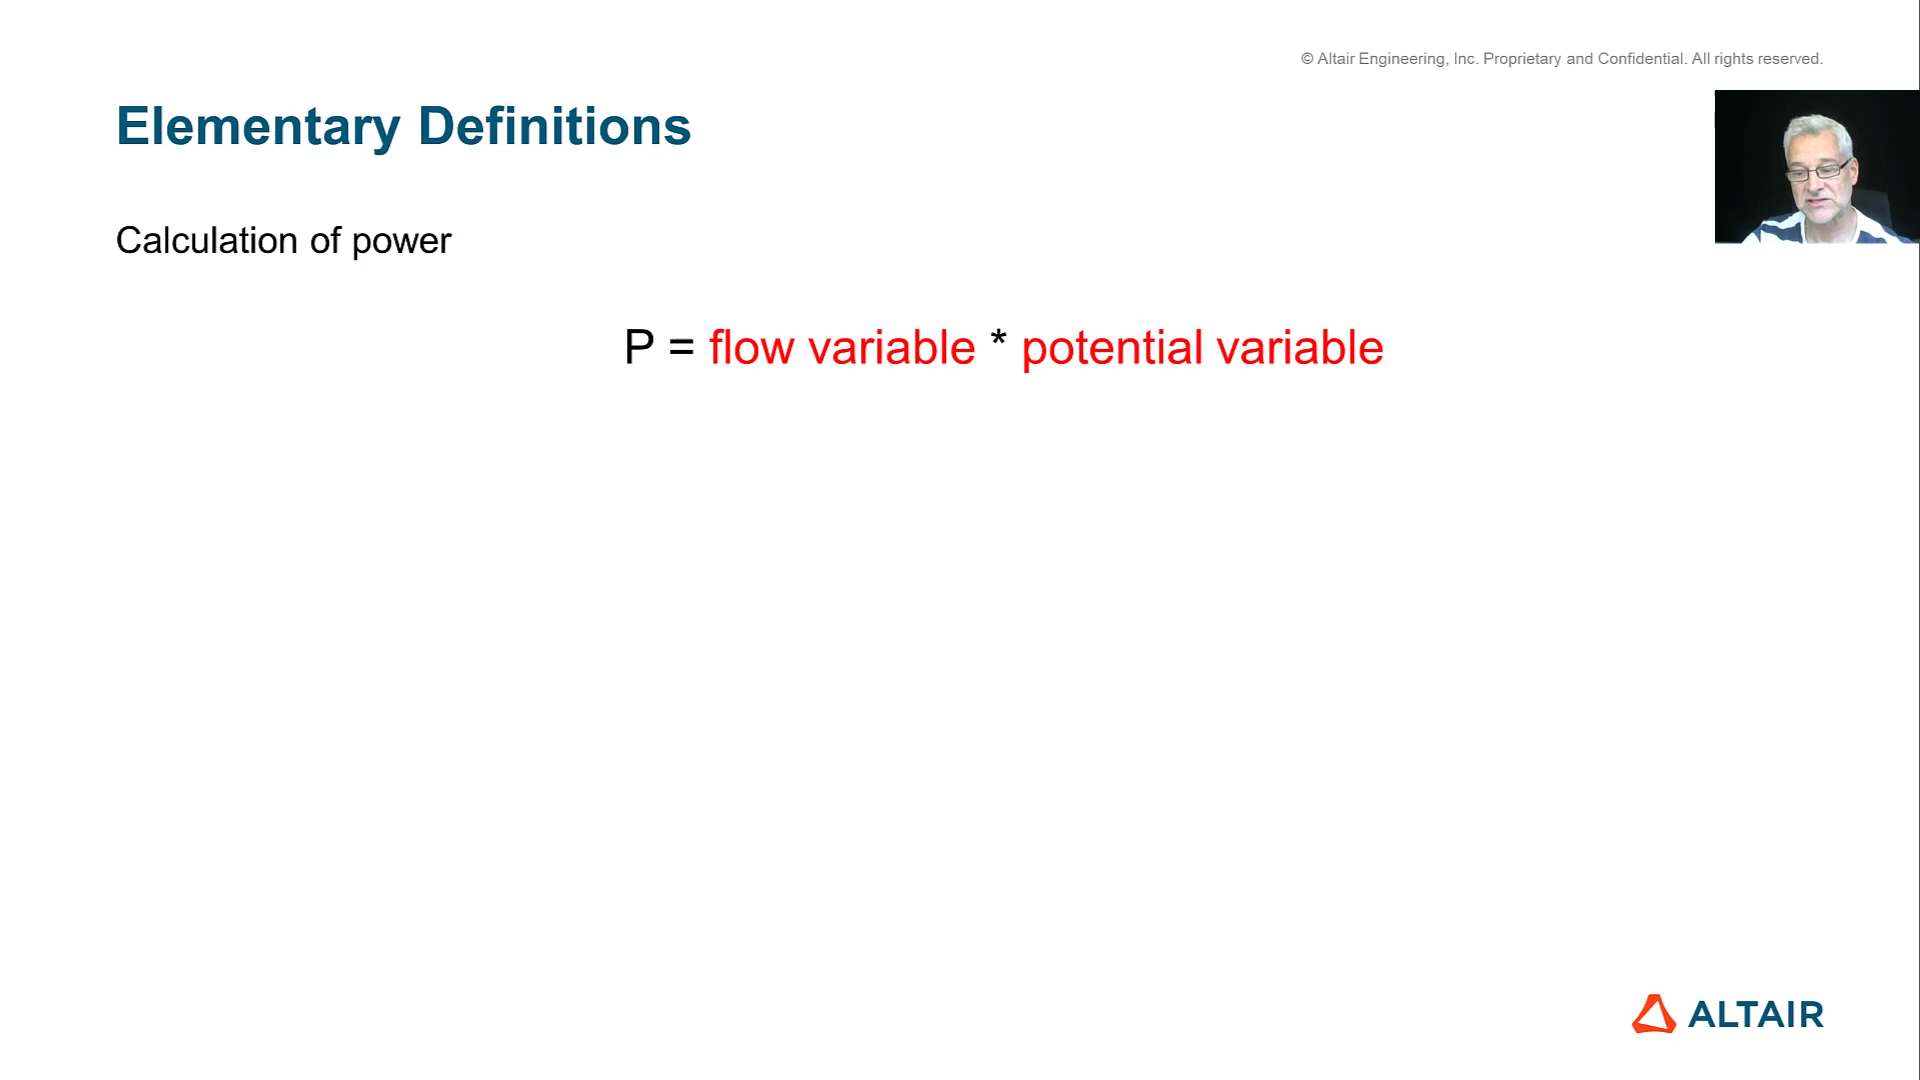 © Altair Engineering, Inc. Proprietary and Confidential. All rights reserved.
Elementary Definitions
Calculation of power
P = flow variable * potential variable
ALTAIR